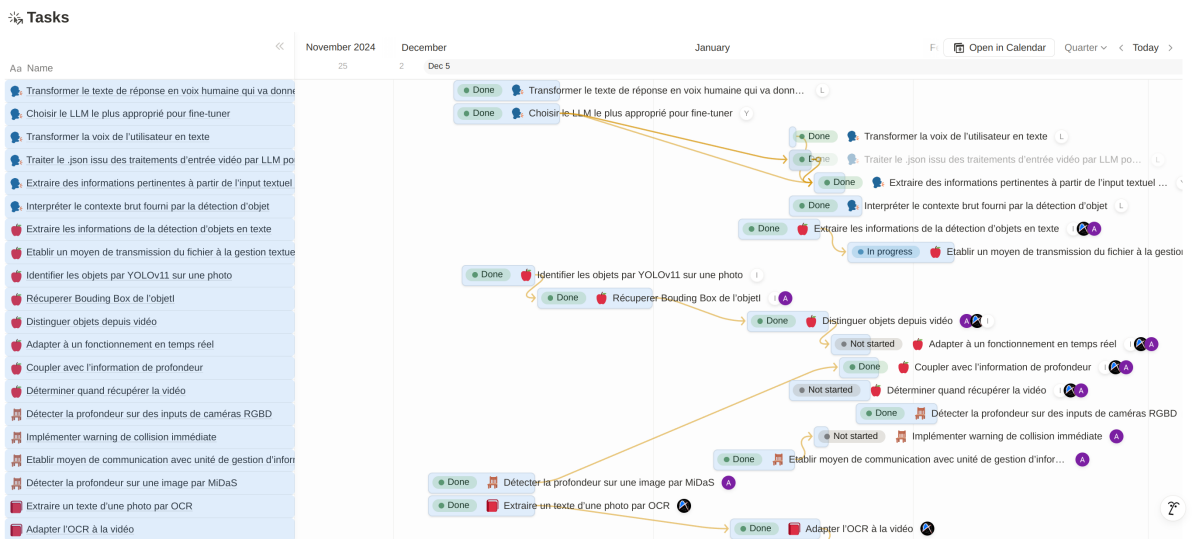 Tasks
November 2024 December January F Open in Calendar Quarter Today
25 2 Dec 5
Aa Name
Transformer le texte de réponse en voix humaine qui va donne Done Transformer le texte de réponse en voix humaine qui va donn… L
Choisir le LLM le plus approprié pour fine-tuner Done Choisir le LLM le plus approprié pour fine-tuner Y
Transformer la voix de l'utilisateur en texte Done Transformer la voix de l'utilisateur en texte L
Traiter le .json issu des traitements d'entrée vidéo par LLM po Done Traiter le .json issu des traitements d'entrée vidéo par LLM po… L
Extraire des informations pertinentes à partir de l'input textuel Done Extraire des informations pertinentes à partir de l'input textuel …
Interpréter le contexte brut fourni par la détection d'objet Done Interpréter le contexte brut fourni par la détection d'objet L
Extraire les informations de la détection d'objets en texte Done Extraire les informations de la détection d'objets en texte I A
Etablir un moyen de transmission du fichier à la gestion textue In progress Etablir un moyen de transmission du fichier à la gestion
Identifier les objets par YOLOv11 sur une photo Done Identifier les objets par YOLOv11 sur une photo I
Récuperer Bouding Box de l'objetI Done Récuperer Bouding Box de l'objetI I A
Distinguer objets depuis vidéo Done Distinguer objets depuis vidéo A I
Adapter à un fonctionnement en temps réel Not started Adapter à un fonctionnement en temps réel I A
Coupler avec l'information de profondeur Done Coupler avec l'information de profondeur I A
Déterminer quand récupérer la vidéo Not started Déterminer quand récupérer la vidéo I A
Détecter la profondeur sur des inputs de caméras RGBD Done Détecter la profondeur sur des inputs de caméras RGBD
Implémenter warning de collision immédiate Not started Implémenter warning de collision immédiate A
Etablir moyen de communication avec unité de gestion d'infor Done Etablir moyen de communication avec unité de gestion d'infor… A
Détecter la profondeur sur une image par MiDaS Done Détecter la profondeur sur une image par MiDaS A
Extraire un texte d'une photo par OCR Done Extraire un texte d'une photo par OCR
Adapter l'OCR à la vidéo Done Adapter l'OCR à la vidéo